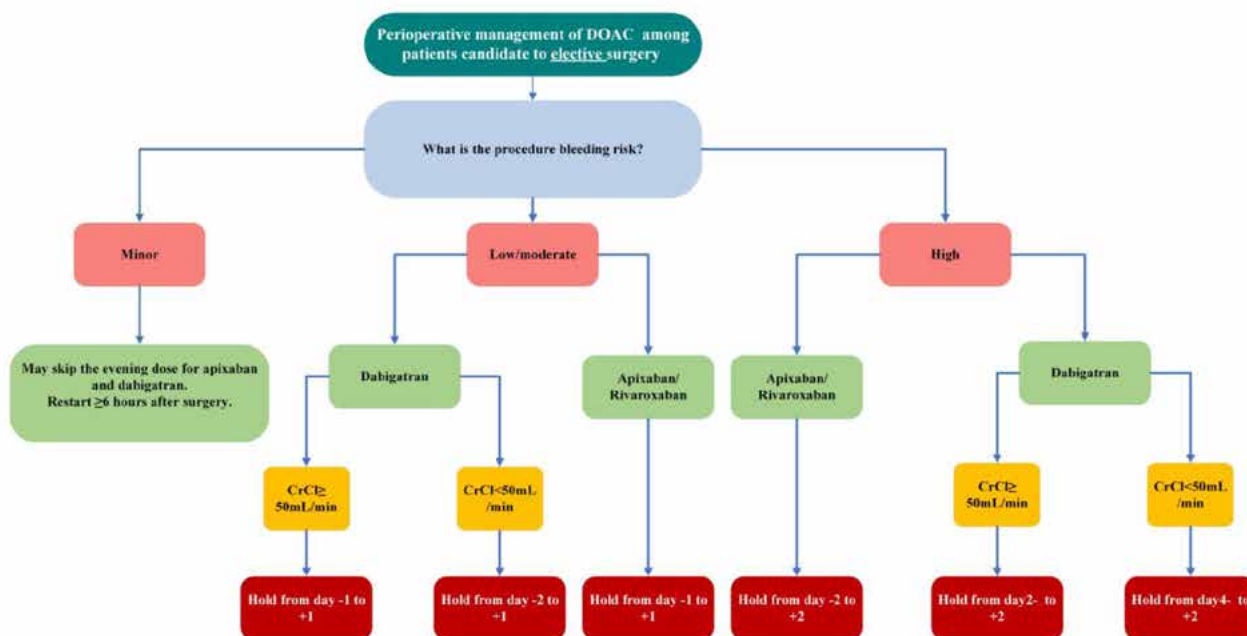 Perioperative management of DOAC among
patients candidate to elective surgery
What is the procedure bleeding risk?
Minor
Low/moderate
High
May skip the evening dose for apixaban
and dabigatran.
Restart ≥6 hours after surgery.
Dabigatran
Apixaban/
Rivaroxaban
Apixaban/
Rivaroxaban
Dabigatran
CrCl≥
50mL/min
CrCl<50mL
/min
CrCl≥
50mL/min
CrCl<50mL
/min
Hold from day -1 to
+1
Hold from day -2 to
+1
Hold from day -1 to
+1
Hold from day -2 to
+2
Hold from day2- to
+2
Hold from day4- to
+2